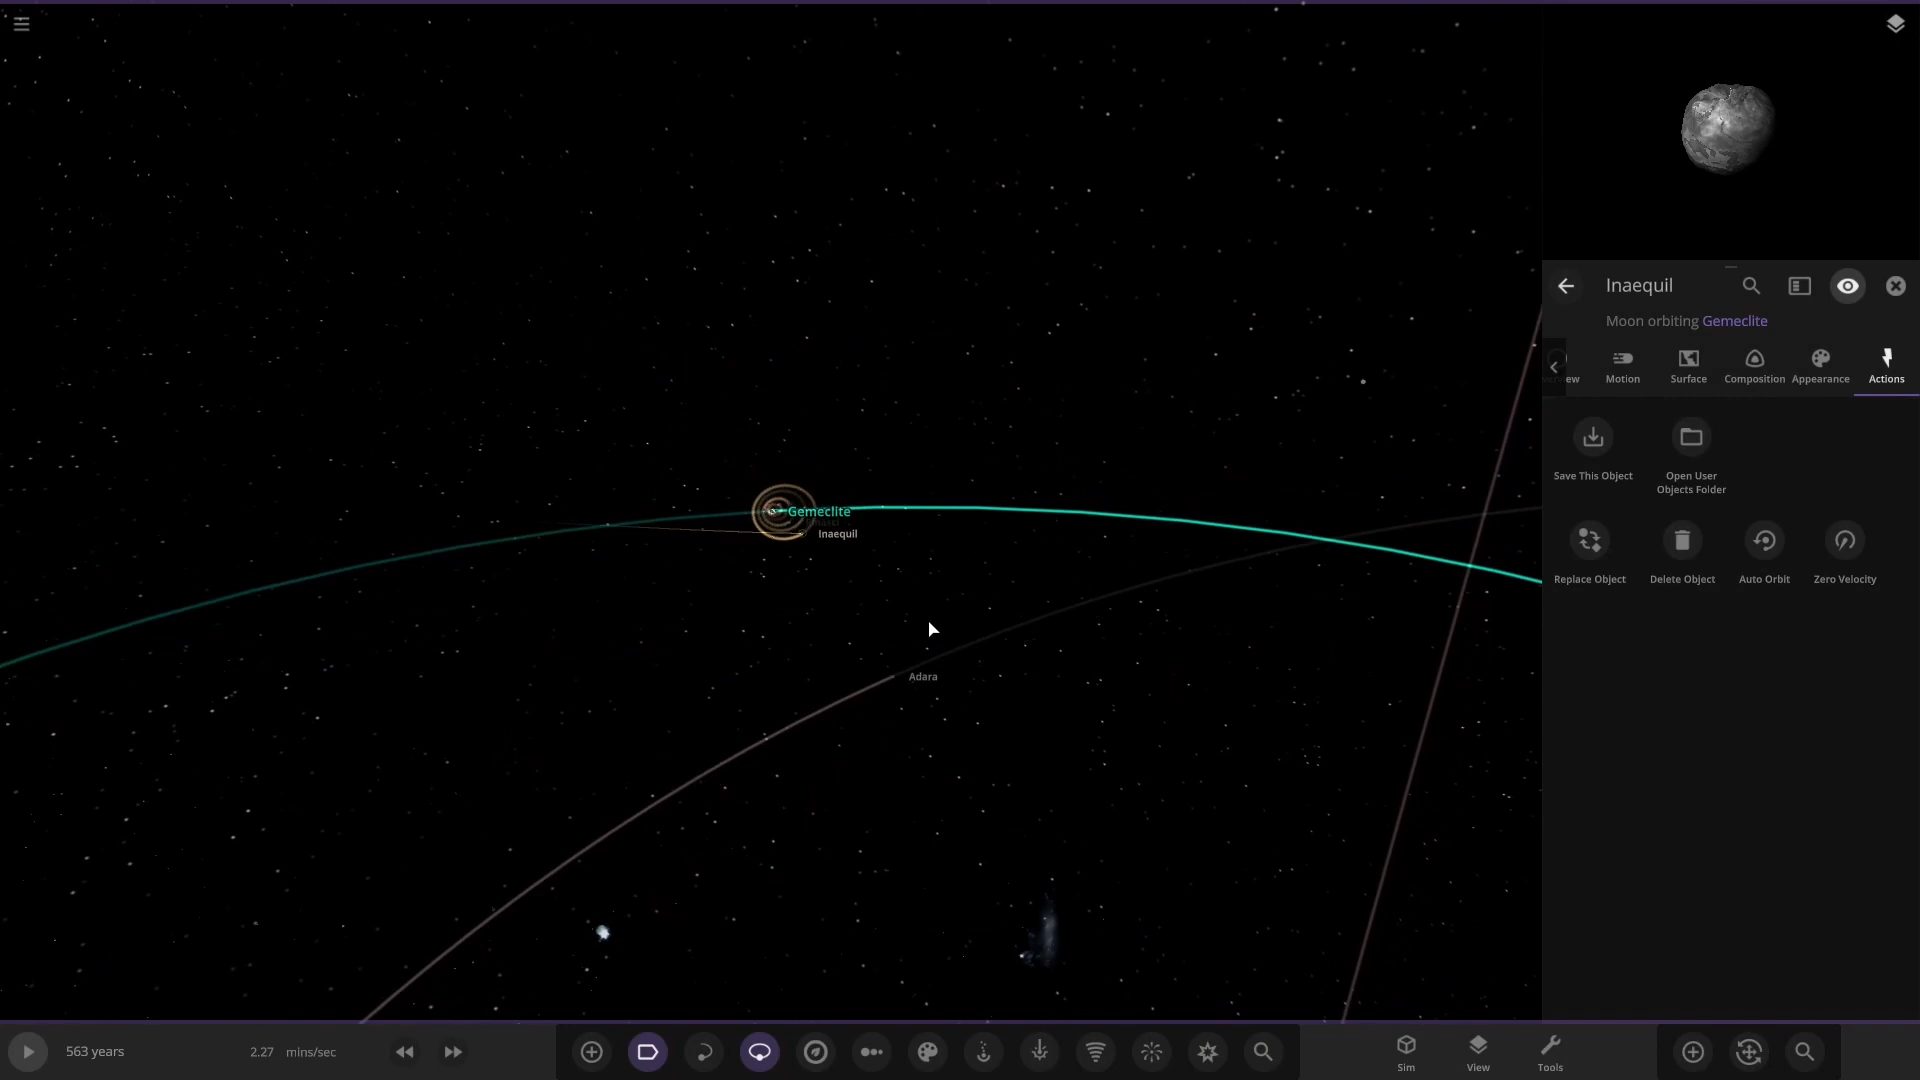 Inaequil
Moon orbiting Gemeclite
Motion
Surface
Composition
Appearance
Actions
Save This Object
Open User
Objects Folder
Replace Object
Delete Object
Auto Orbit
Zero Velocity
Gemeclite
Inaequil
Adara
563 years
2.27 mins/sec
Sim
View
Tools